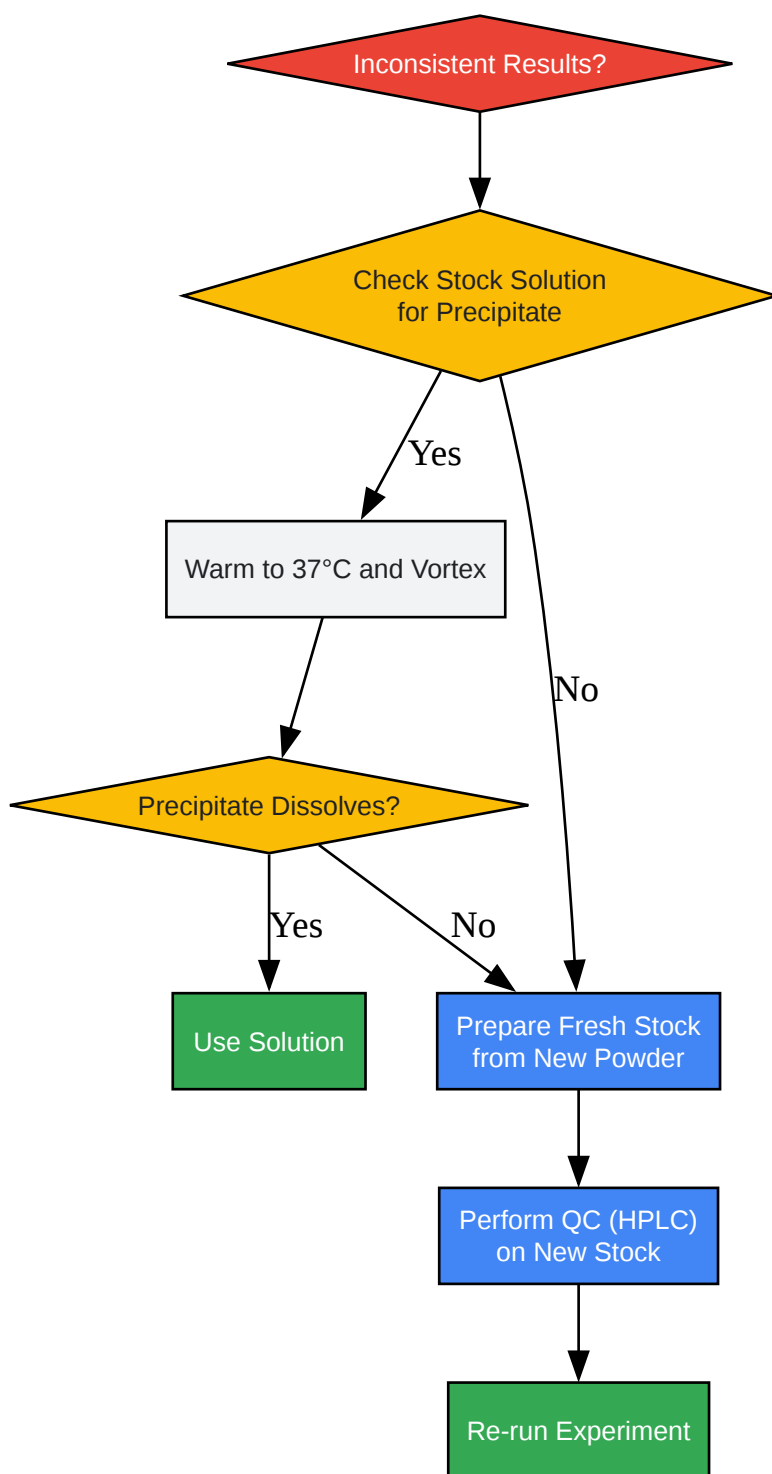 Inconsistent Results?
Check Stock Solution
for Precipitate
Yes
Warm to 37°C and Vortex
No
Precipitate Dissolves?
Yes
No
Use Solution
Prepare Fresh Stock
from New Powder
Perform QC (HPLC)
on New Stock
Re-run Experiment